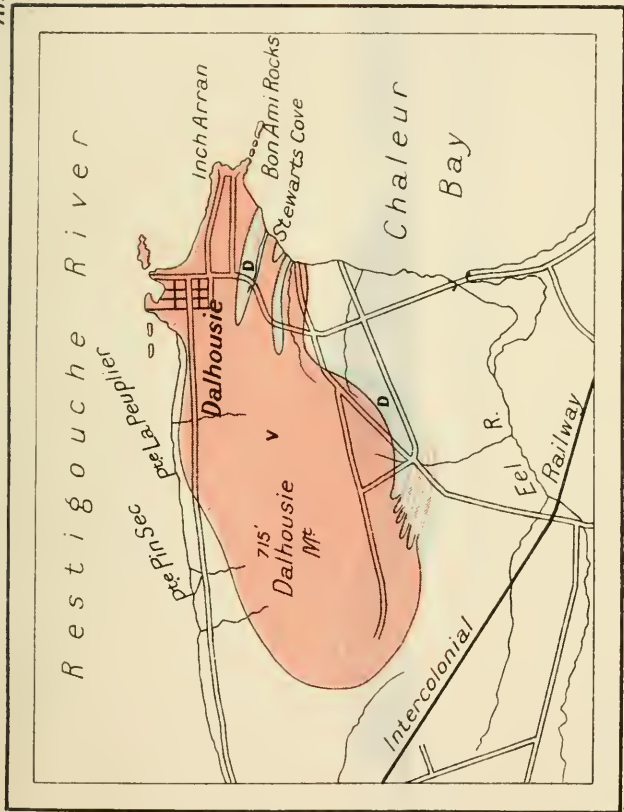 Restigouche River
Inch Arran
Bon Ami Rocks
Stewarts Cove
Chaleur
Bay
pte. La Peuplier
Dalhousie
D
pte. Pin Sec
V
715'
Dalhousie
Mt.
D
Eel R.
Railway
Intercolonial